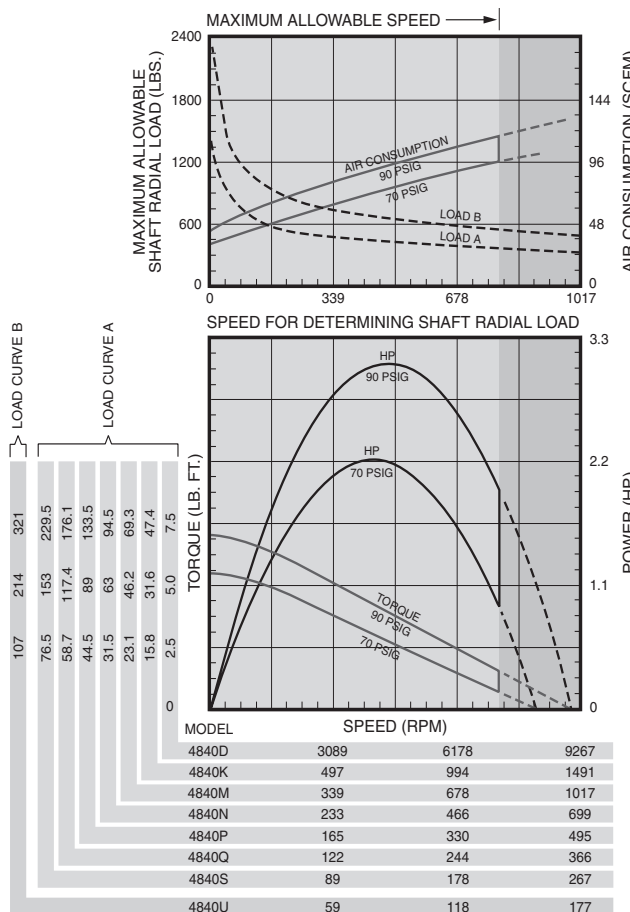 MAXIMUM ALLOWABLE SPEED
MAXIMUM ALLOWABLE
SHAFT RADIAL LOAD (LBS.)
2400
1800
1200
600
0
144
96
48
0
AIR CONSUMPTION (SCFM)
AIR CONSUMPTION
90 PSIG
70 PSIG
LOAD B
LOAD A
0 339 678 1017
SPEED FOR DETERMINING SHAFT RADIAL LOAD
LOAD CURVE B
LOAD CURVE A
321 229.5 176.1 133.5 94.5 69.3 47.4 7.5
214 153 117.4 89 63 46.2 31.6 5.0
107 76.5 58.7 44.5 31.5 23.1 15.8 2.5
0
TORQUE (LB. FT.)
3.3
2.2
1.1
0
POWER (HP)
HP
90 PSIG
HP
70 PSIG
TORQUE
90 PSIG
70 PSIG
MODEL SPEED (RPM)
4840D 3089 6178 9267
4840K 497 994 1491
4840M 339 678 1017
4840N 233 466 699
4840P 165 330 495
4840Q 122 244 366
4840S 89 178 267
4840U 59 118 177